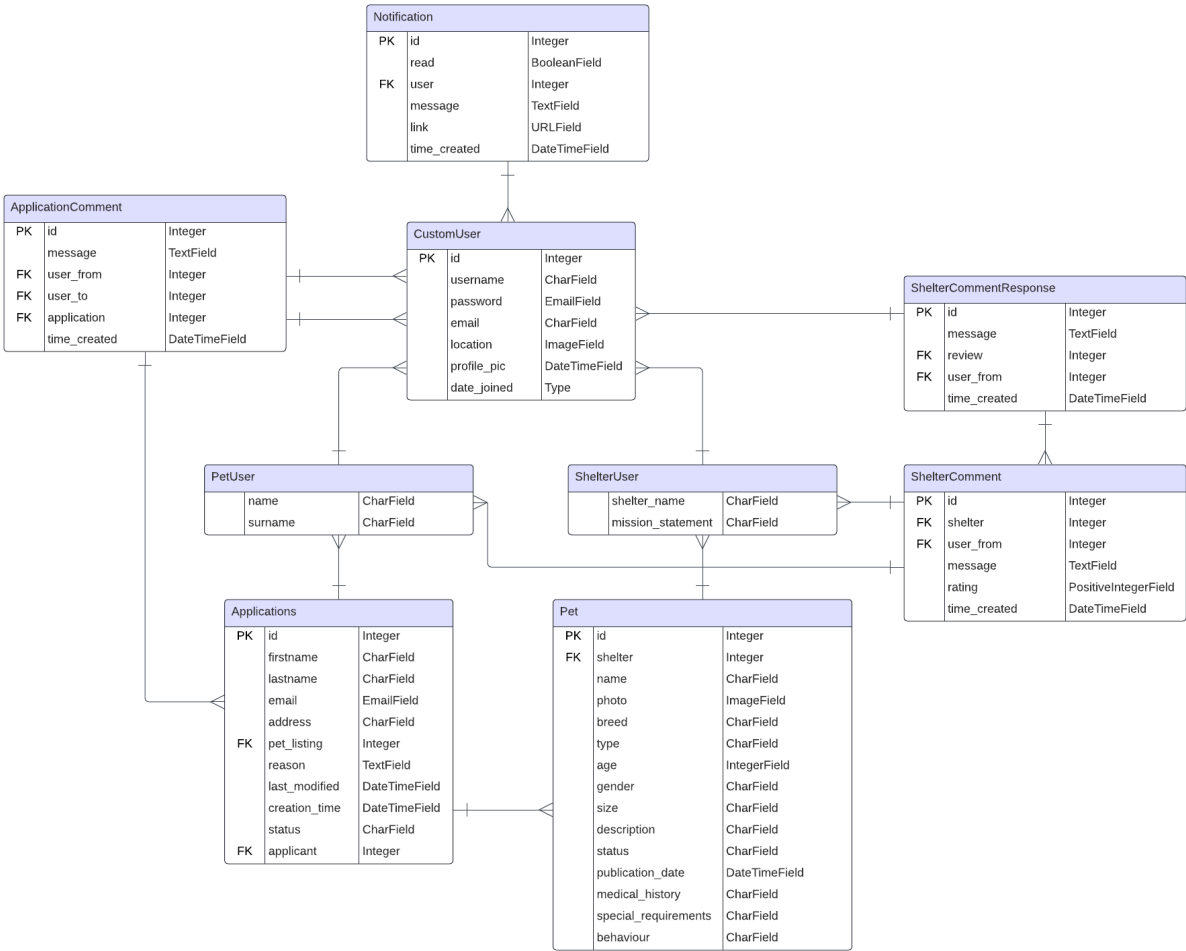 Notification
PK id Integer
read BooleanField
FK user Integer
message TextField
link URLField
time_created DateTimeField
ApplicationComment
PK id Integer
message TextField
FK user_from Integer
FK user_to Integer
FK application Integer
time_created DateTimeField
CustomUser
PK id Integer
username CharField
password EmailField
email CharField
location ImageField
profile_pic DateTimeField
date_joined Type
ShelterCommentResponse
PK id Integer
message TextField
FK review Integer
FK user_from Integer
time_created DateTimeField
PetUser
name CharField
surname CharField
ShelterUser
shelter_name CharField
mission_statement CharField
ShelterComment
PK id Integer
FK shelter Integer
FK user_from Integer
message TextField
rating PositiveIntegerField
time_created DateTimeField
Applications
PK id Integer
firstname CharField
lastname CharField
email EmailField
address CharField
FK pet_listing Integer
reason TextField
last_modified DateTimeField
creation_time DateTimeField
status CharField
FK applicant Integer
Pet
PK id Integer
FK shelter Integer
name CharField
photo ImageField
breed CharField
type CharField
age IntegerField
gender CharField
size CharField
description CharField
status CharField
publication_date DateTimeField
medical_history CharField
special_requirements CharField
behaviour CharField